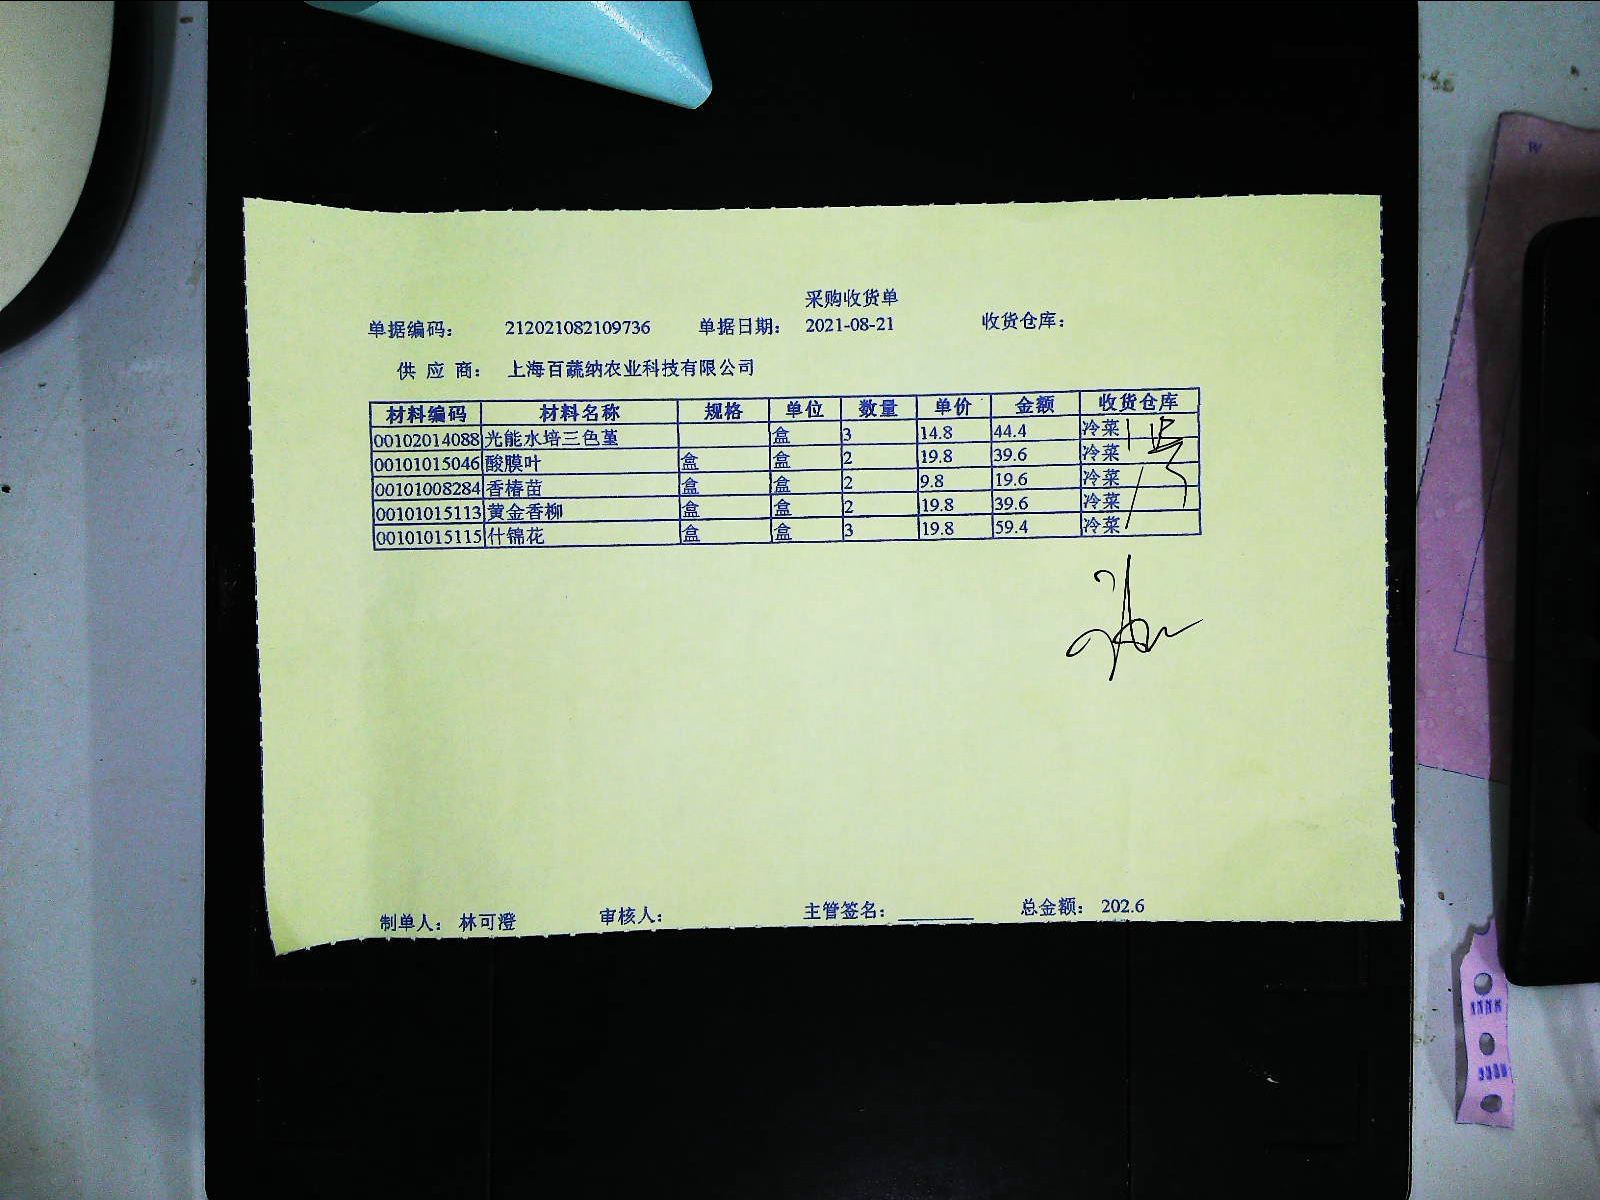 采购收货单
单据编码： 212021082109736 单据日期： 2021-08-21 收货仓库：
供 应 商： 上海百蔬纳农业科技有限公司
材料编码 材料名称 规格 单位 数量 单价 金额 收货仓库
00102014088 光能水培三色堇 盒 3 14.8 44.4 冷菜
00101015046 酸膜叶 盒 盒 2 19.8 39.6 冷菜
00101008284 香椿苗 盒 盒 2 9.8 19.6 冷菜
00101015113 黄金香柳 盒 盒 2 19.8 39.6 冷菜
00101015115 什锦花 盒 盒 3 19.8 59.4 冷菜
制单人： 林可澄 审核人： 主管签名： 总金额： 202.6